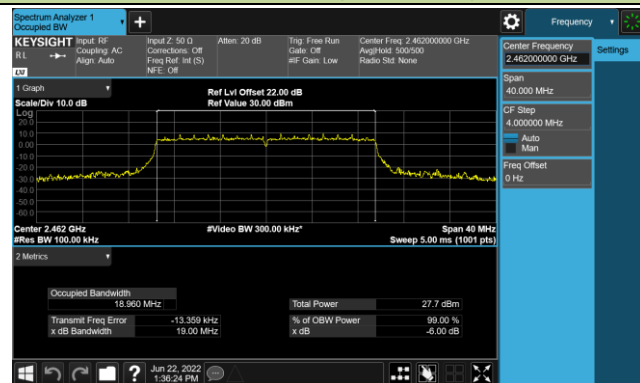 Spectrum Analyzer 1
Occupied BW
Frequency
KEYSIGHT
R L
LXI
Input: RF
Coupling: AC
Align: Auto
Input Z: 50 Ω
Corrections: Off
Freq Ref: Int (S)
NFE: Off
Atten: 20 dB
Trig: Free Run
Gate: Off
#IF Gain: Low
Center Freq: 2.462000000 GHz
Avg|Hold: 500/500
Radio Std: None
Center Frequency
2.462000000 GHz
Settings
Span
40.000 MHz
CF Step
4.000000 MHz
Auto
Man
Freq Offset
0 Hz
1 Graph
Scale/Div 10.0 dB
Ref Lvl Offset 22.00 dB
Ref Value 30.00 dBm
Log
20.0
10.0
0.00
-10.0
-20.0
-30.0
-40.0
-50.0
-60.0
Center 2.462 GHz
#Res BW 100.00 kHz
#Video BW 300.00 kHz*
Span 40 MHz
Sweep 5.00 ms (1001 pts)
2 Metrics
Occupied Bandwidth
18.960 MHz
Total Power 27.7 dBm
Transmit Freq Error -13.359 kHz
% of OBW Power 99.00 %
x dB Bandwidth 19.00 MHz
x dB -6.00 dB
?
Jun 22, 2022
1:36:24 PM